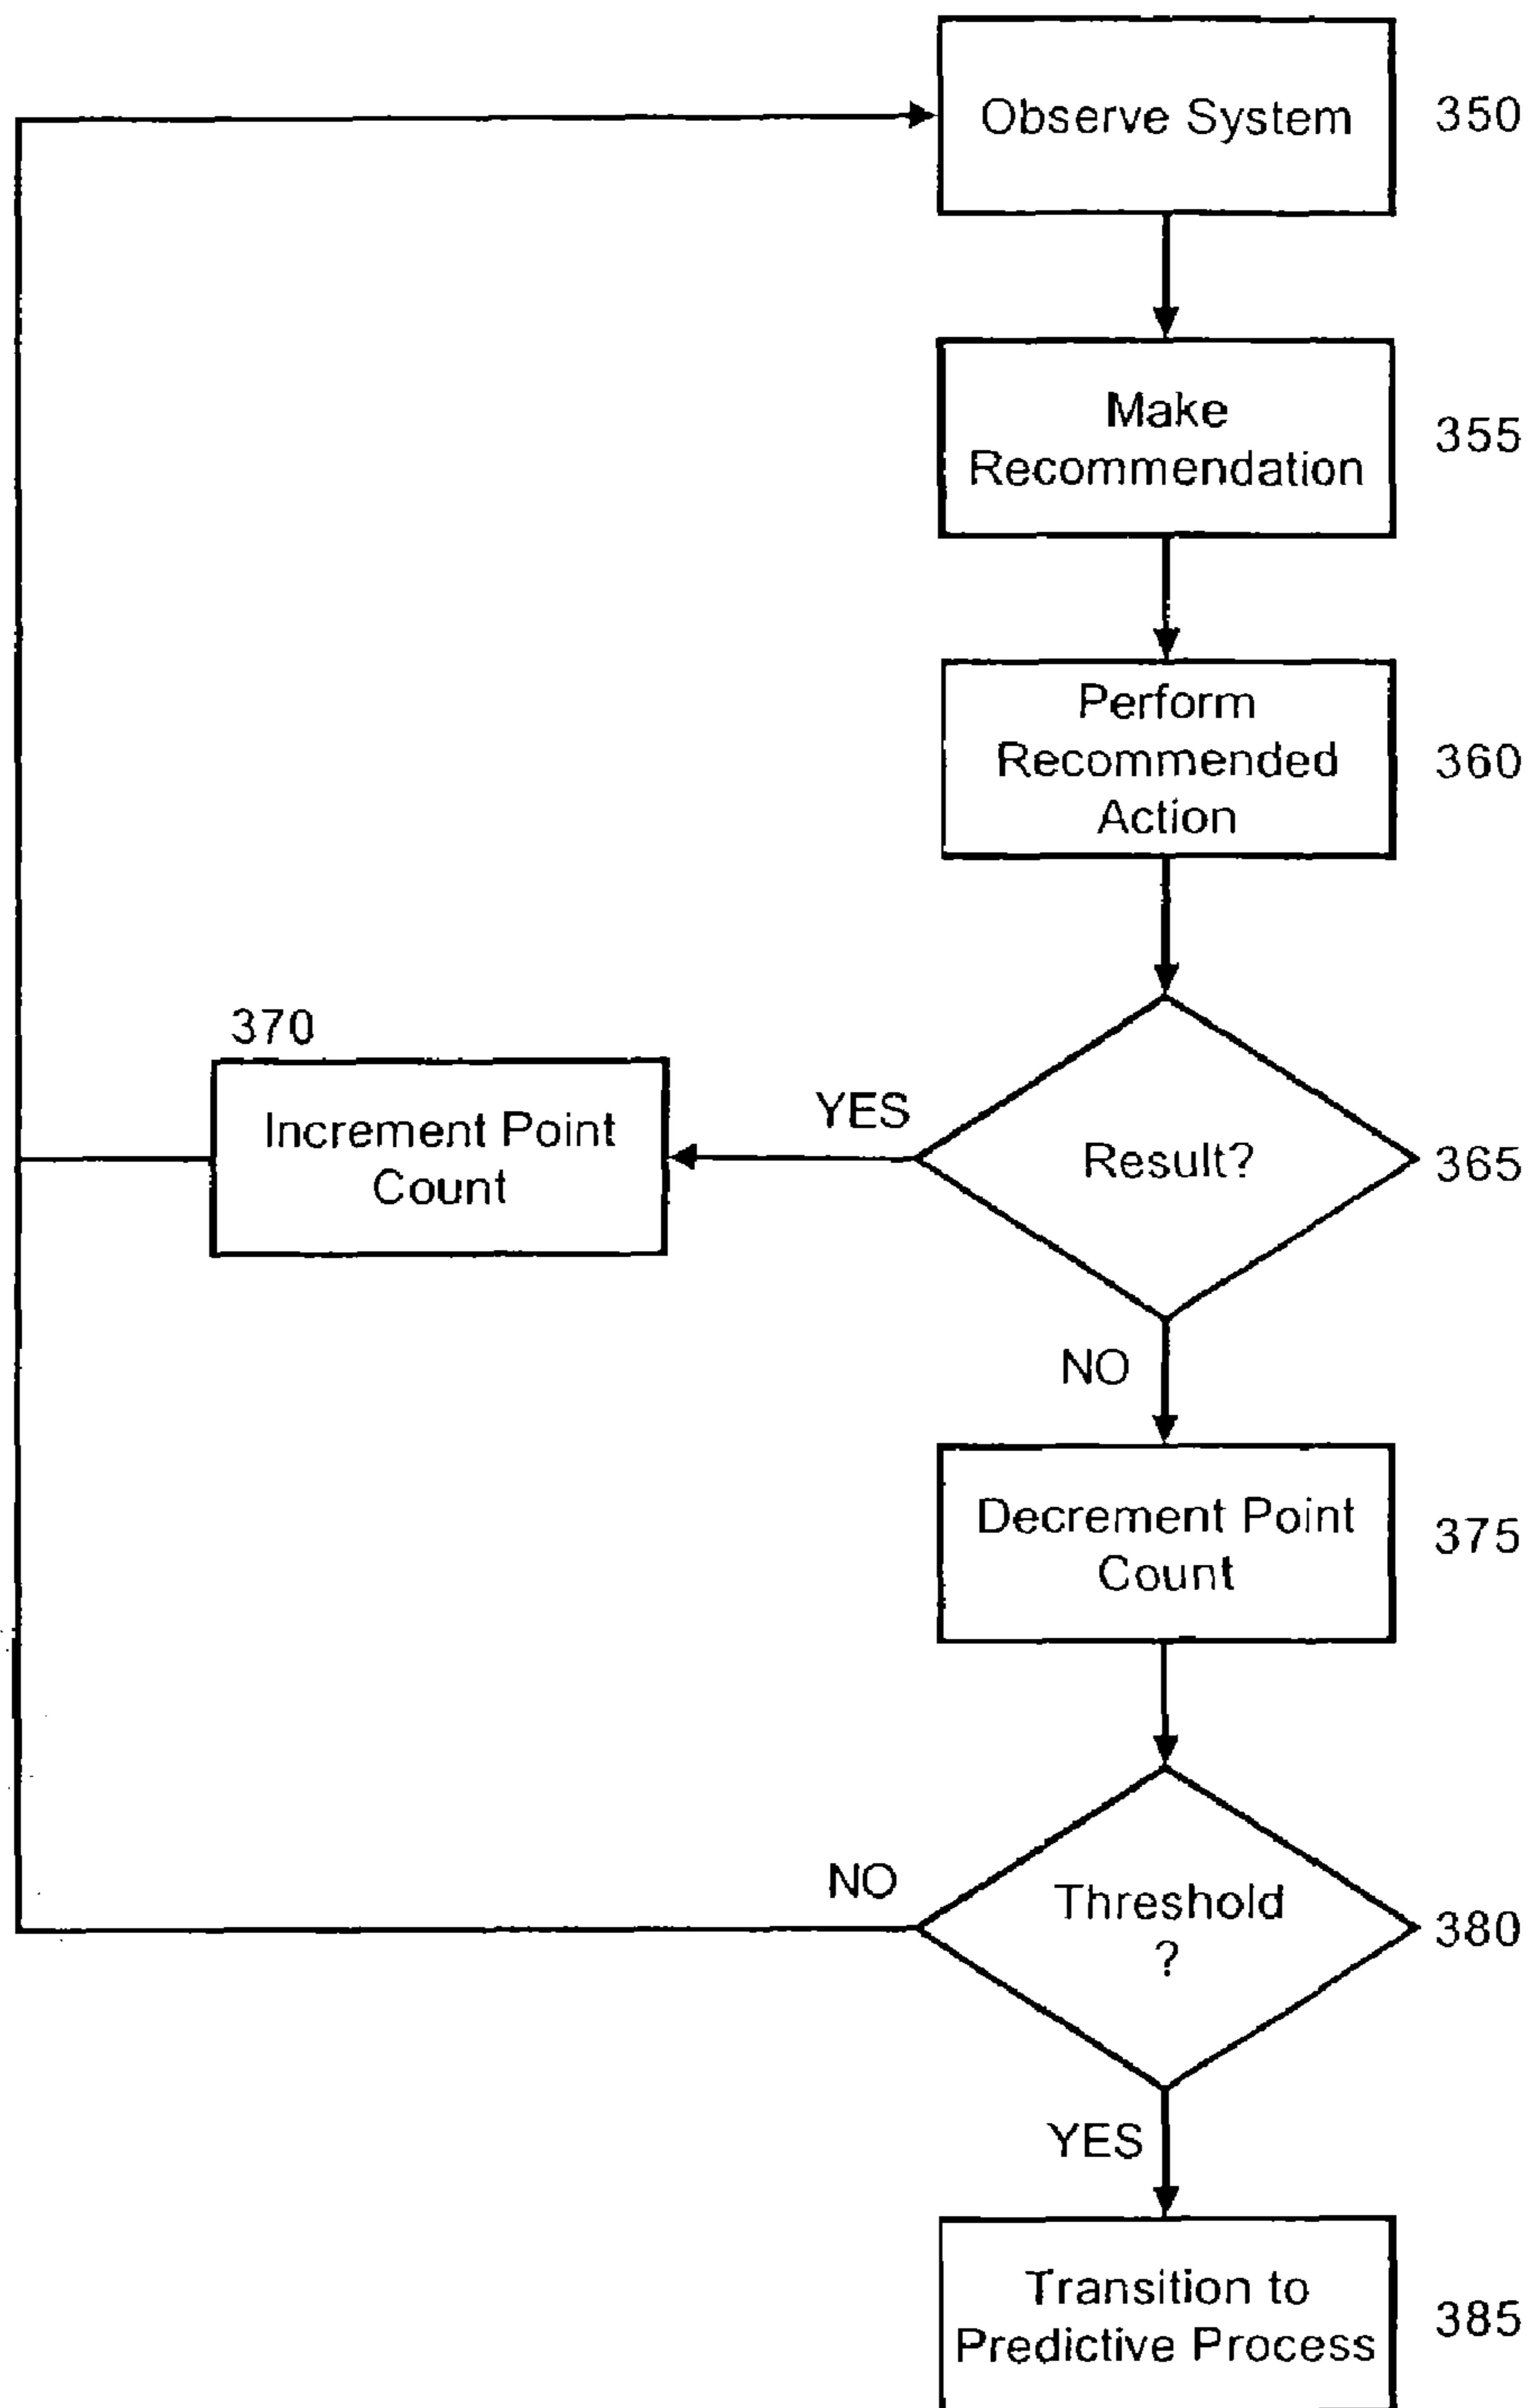 Observe System
350
Make
Recommendation
355
Perform
Recommended
Action
360
370
Increment Point
Count
YES
Result?
365
NO
Decrement Point
Count
375
NO
Threshold
?
380
YES
Transition to
Predictive Process
385